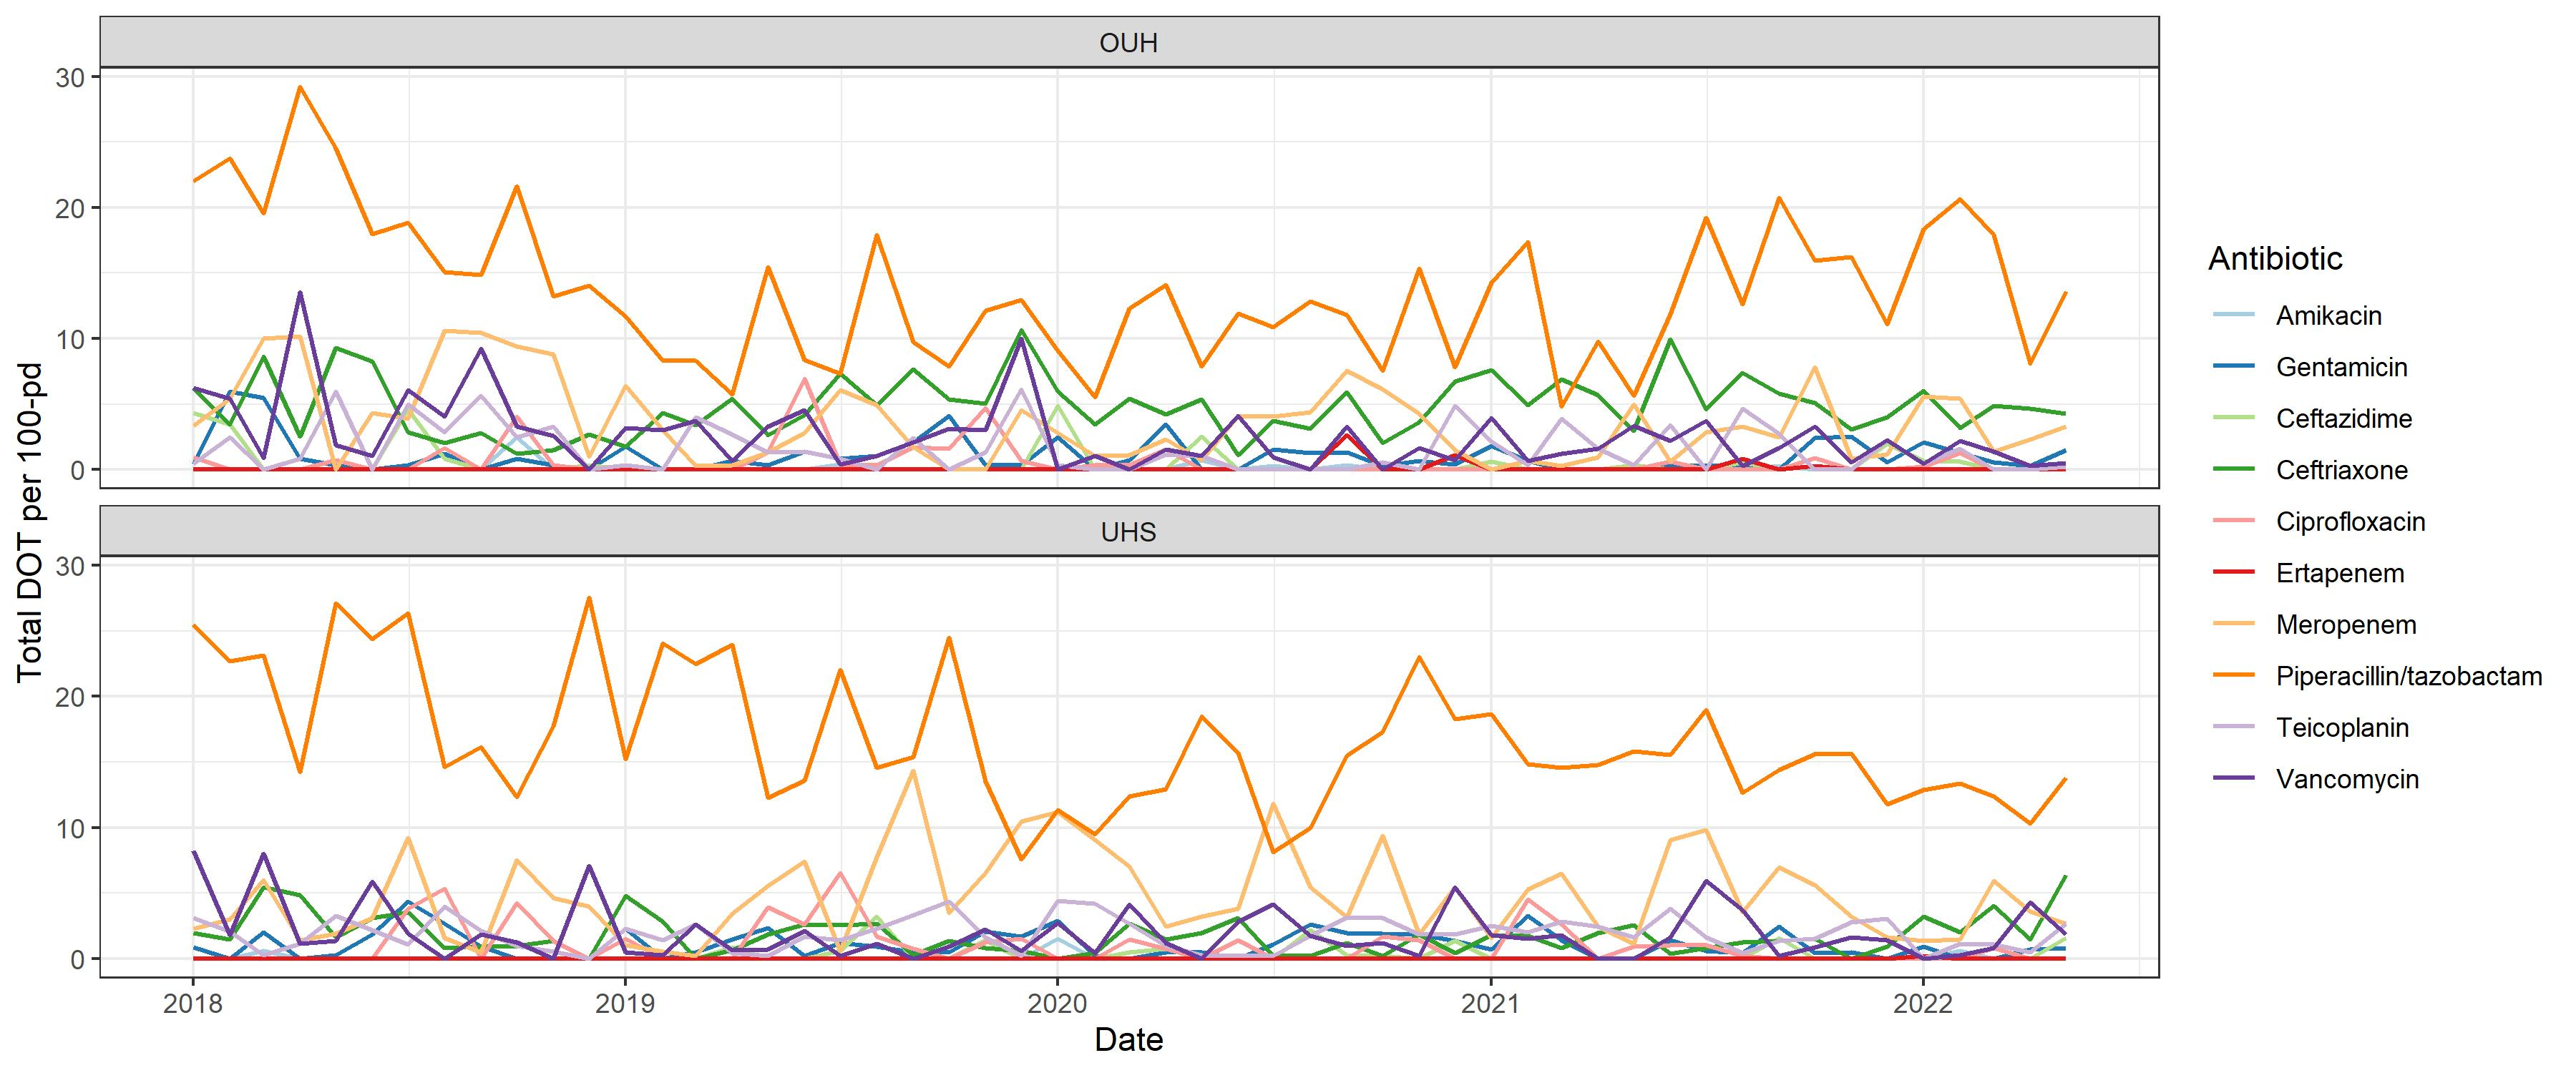 OUH
30
20
10
0
UHS
30
20
10
0
Total DOT per 100-pd
2018
2019
2020
2021
2022
Date
Antibiotic
Amikacin
Gentamicin
Ceftazidime
Ceftriaxone
Ciprofloxacin
Ertapenem
Meropenem
Piperacillin/tazobactam
Teicoplanin
Vancomycin